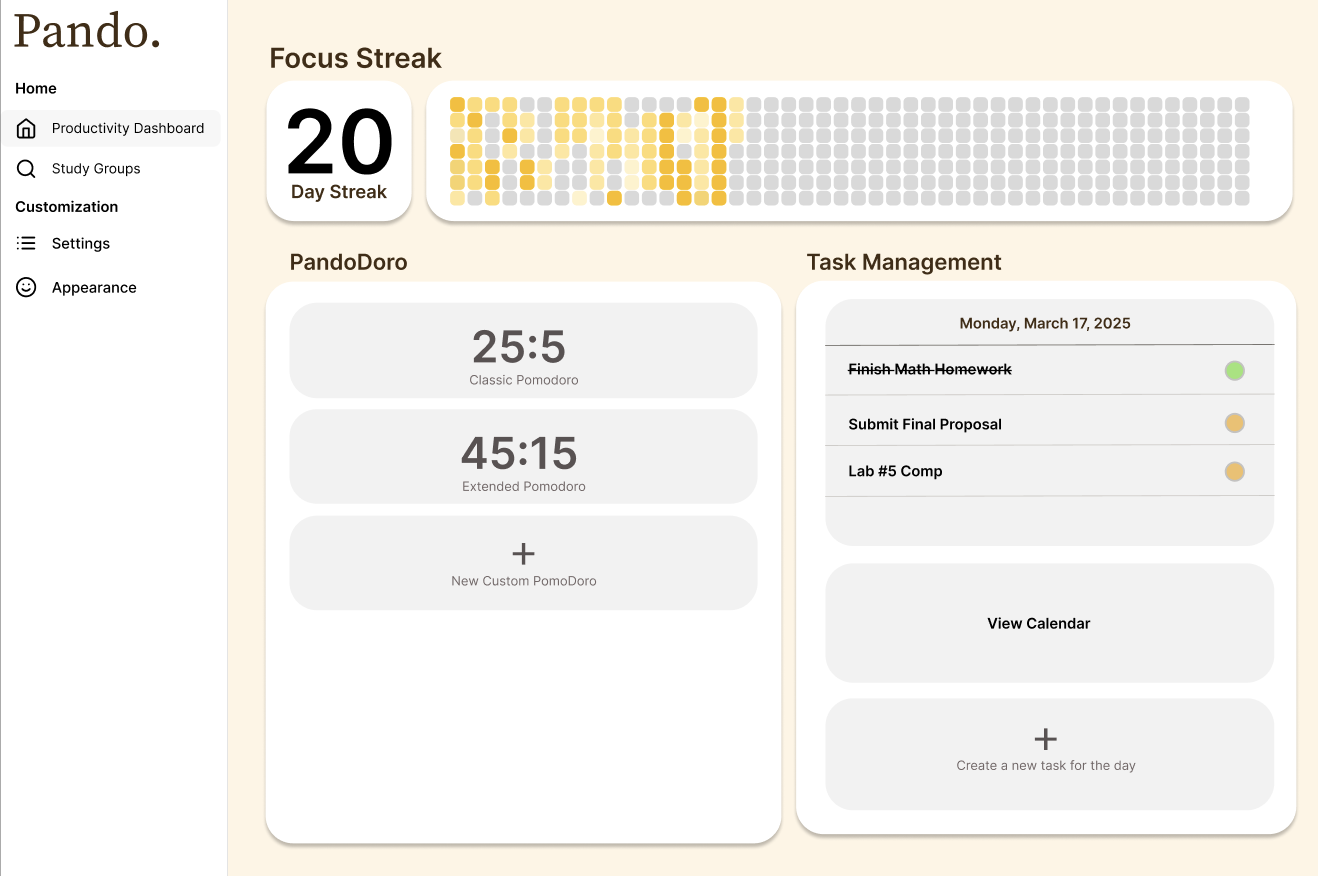 Pando.
Home
Productivity Dashboard
Study Groups
Customization
Settings
Appearance
Focus Streak
20
Day Streak
PandoDoro
25:5
Classic Pomodoro
45:15
Extended Pomodoro
+
New Custom PomoDoro
Task Management
Monday, March 17, 2025
Finish Math Homework
Submit Final Proposal
Lab #5 Comp
View Calendar
+
Create a new task for the day